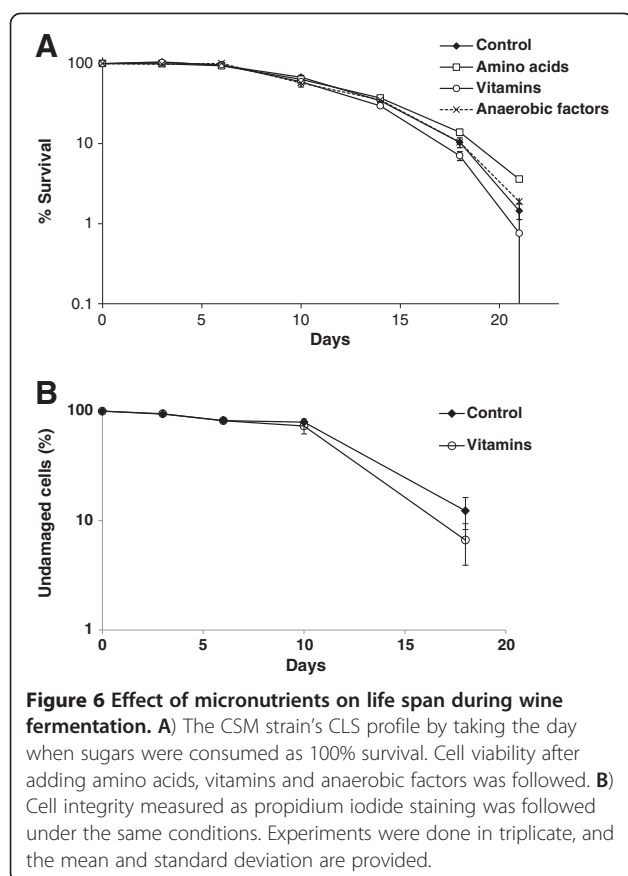 A
Control
Amino acids
Vitamins
Anaerobic factors
100
10
1
0.1
% Survival
0 5 10 15 20
Days
B
Control
Vitamins
100
10
1
Undamaged cells (%)
0 5 10 15 20
Days
Figure 6 Effect of micronutrients on life span during wine
fermentation. A) The CSM strain's CLS profile by taking the day
when sugars were consumed as 100% survival. Cell viability after
adding amino acids, vitamins and anaerobic factors was followed. B)
Cell integrity measured as propidium iodide staining was followed
under the same conditions. Experiments were done in triplicate, and
the mean and standard deviation are provided.